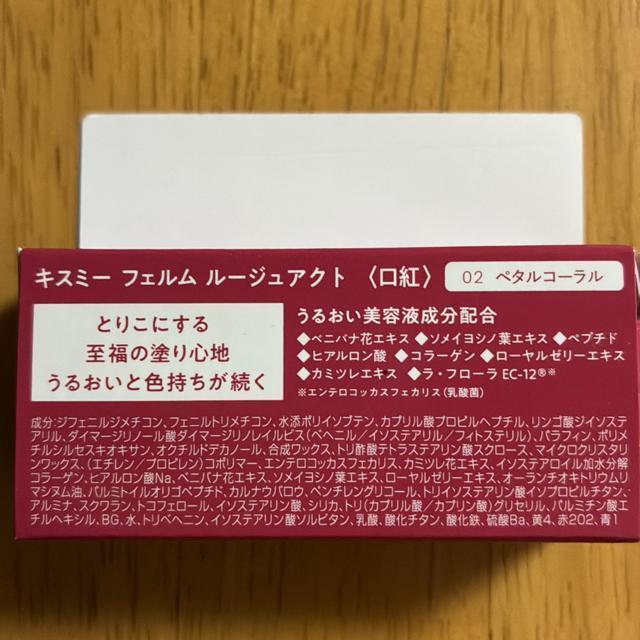 キスミー フェルム ルージュアクト 〈口紅〉 02 ペタルコーラル
とりこにする
至福の塗り心地
うるおいと色持ちが続く
うるおい美容液成分配合
◆ベニバナ花エキス ◆ソメイヨシノ葉エキス ◆ペプチド
◆ヒアルロン酸 ◆コラーゲン ◆ローヤルゼリーエキス
◆カミツレエキス ◆ラ・フローラ EC-12®※
※エンテロコッカスフェカリス(乳酸菌)
成分:ジフェニルジメチコン、フェニルトリメチコン、水添ポリイソブテン、カプリル酸プロピルヘプチル、リンゴ酸ジイソステ
アリル、ダイマージリノール酸ダイマージリノレイルビス(ベヘニル/イソステアリル/フィトステリル)、パラフィン、ポリメ
チルシルセスキオキサン、オクチルドデカノール、合成ワックス、トリ酢酸テトラステアリン酸スクロース、マイクロクリスタ
リンワックス、(エチレン/プロピレン)コポリマー、エンテロコッカスフェカリス、カミツレ花エキス、イソステアロイル加水分解
コラーゲン、ヒアルロン酸Na、ベニバナ花エキス、ソメイヨシノ葉エキス、ローヤルゼリーエキス、オーランチオキトリウム
リマシヌム油、パルミトイルオリゴペプチド、カルナウバロウ、ペンチレングリコール、トリイソステアリン酸イソプロピルチタン、
アルミナ、スクワラン、トコフェロール、イソステアリン酸、シリカ、トリ(カプリル酸/カプリン酸)グリセリル、パルミチン酸エ
チルヘキシル、BG、水、トリベヘニン、イソステアリン酸ソルビタン、乳酸、酸化チタン、酸化鉄、硫酸Ba、黄4、赤202、青1